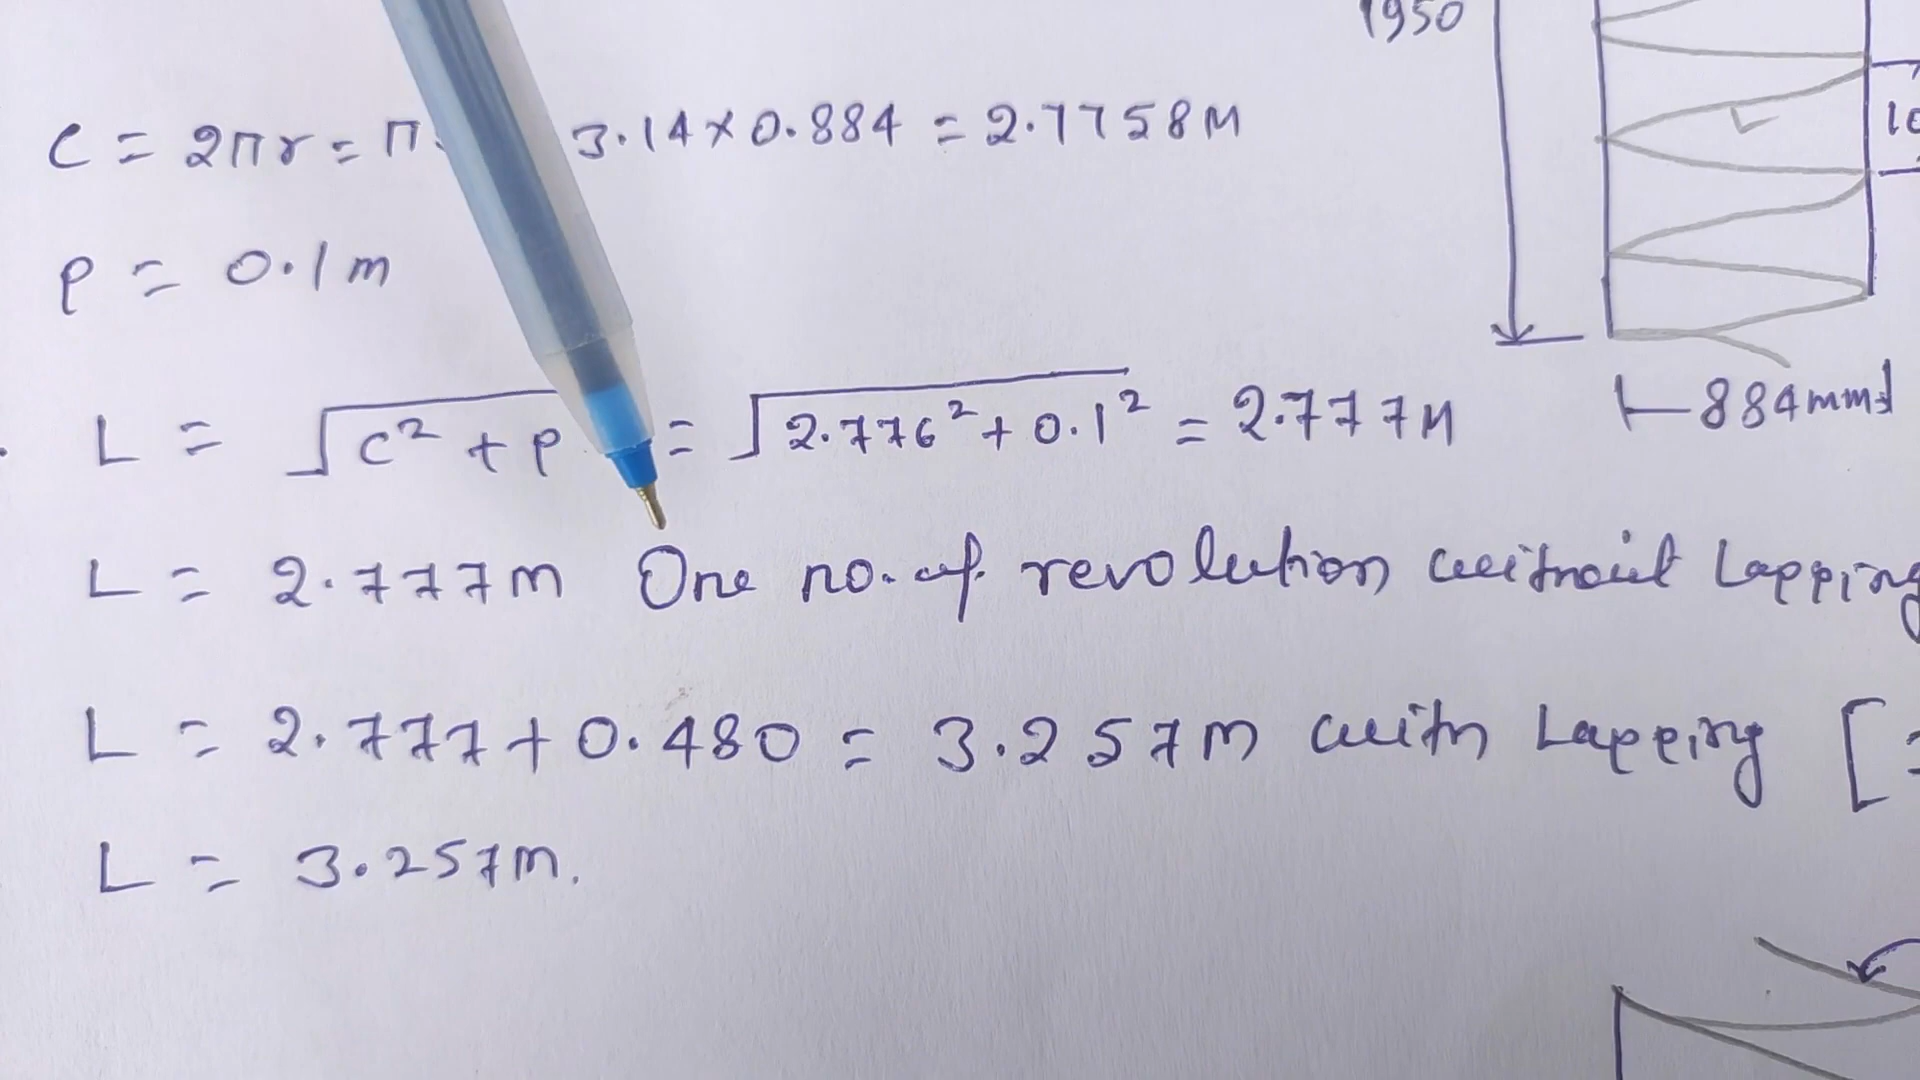 1950
C = 2πr = π. 3.14 × 0.884 = 2.7758M
10
P = 0.1m
L = √C² + P = √2.776² + 0.1² = 2.777M
884mm
L = 2.777m One no. of revolution without Lapping
L = 2.777 + 0.480 = 3.257m with Lapping [
L = 3.257m.